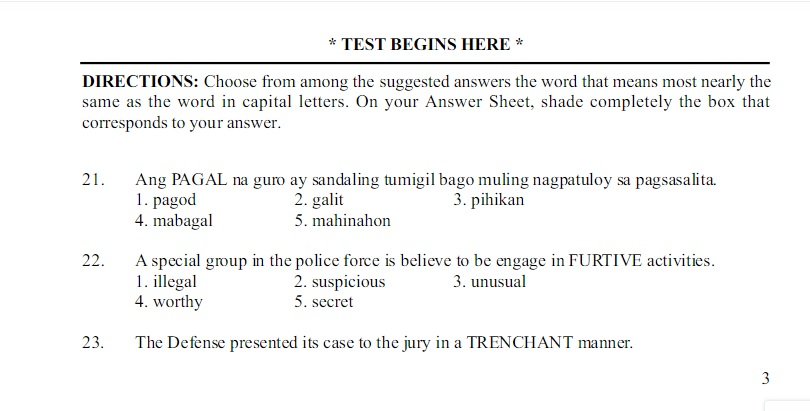 * TEST BEGINS HERE *
DIRECTIONS: Choose from among the suggested answers the word that means most nearly the
same as the word in capital letters. On your Answer Sheet, shade completely the box that
corresponds to your answer.
21. Ang PAGAL na guro ay sandaling tumigil bago muling nagpatuloy sa pagsasalita.
1. pagod 2. galit 3. pihikan
4. mabagal 5. mahinahon
22. A special group in the police force is believe to be engage in FURTIVE activities.
1. illegal 2. suspicious 3. unusual
4. worthy 5. secret
23. The Defense presented its case to the jury in a TRENCHANT manner.
3